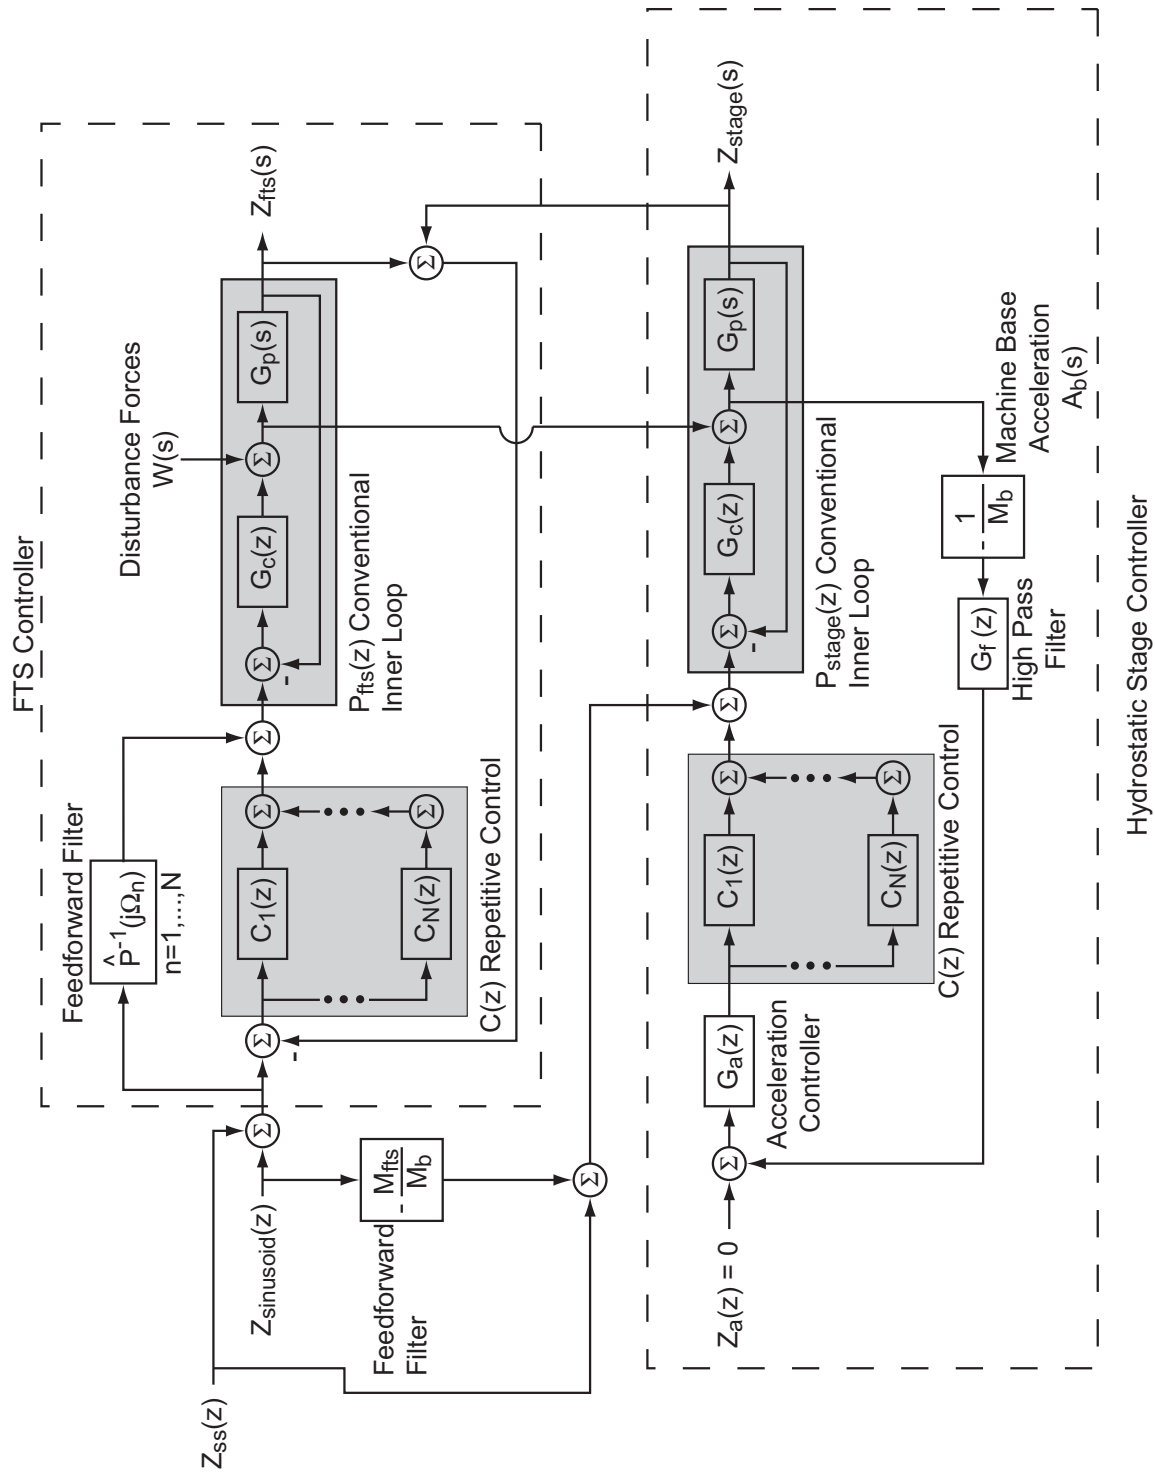 FTS Controller
Disturbance Forces
W(s)
Feedforward Filter
P̂⁻¹(jΩn)
n=1,...,N
Zss(z)
Zsinusoid(z)
Σ
Σ
C1(z)
Σ
CN(z)
Σ
C(z) Repetitive Control
Σ
Σ
-
-
Gc(z)
Σ
Gp(s)
Zfts(s)
Pfts(z) Conventional
Inner Loop
Σ
Feedforward
Filter
- Mfts
Mb
Σ
Za(z) = 0
Σ
Ga(z)
Acceleration
Controller
C1(z)
Σ
CN(z)
Σ
C(z) Repetitive Control
Σ
Σ
-
Gc(z)
Σ
Gp(s)
Zstage(s)
Pstage(z) Conventional
Inner Loop
Gf (z)
High Pass
Filter
- 1
Mb
Machine Base
Acceleration
Ab(s)
Hydrostatic Stage Controller